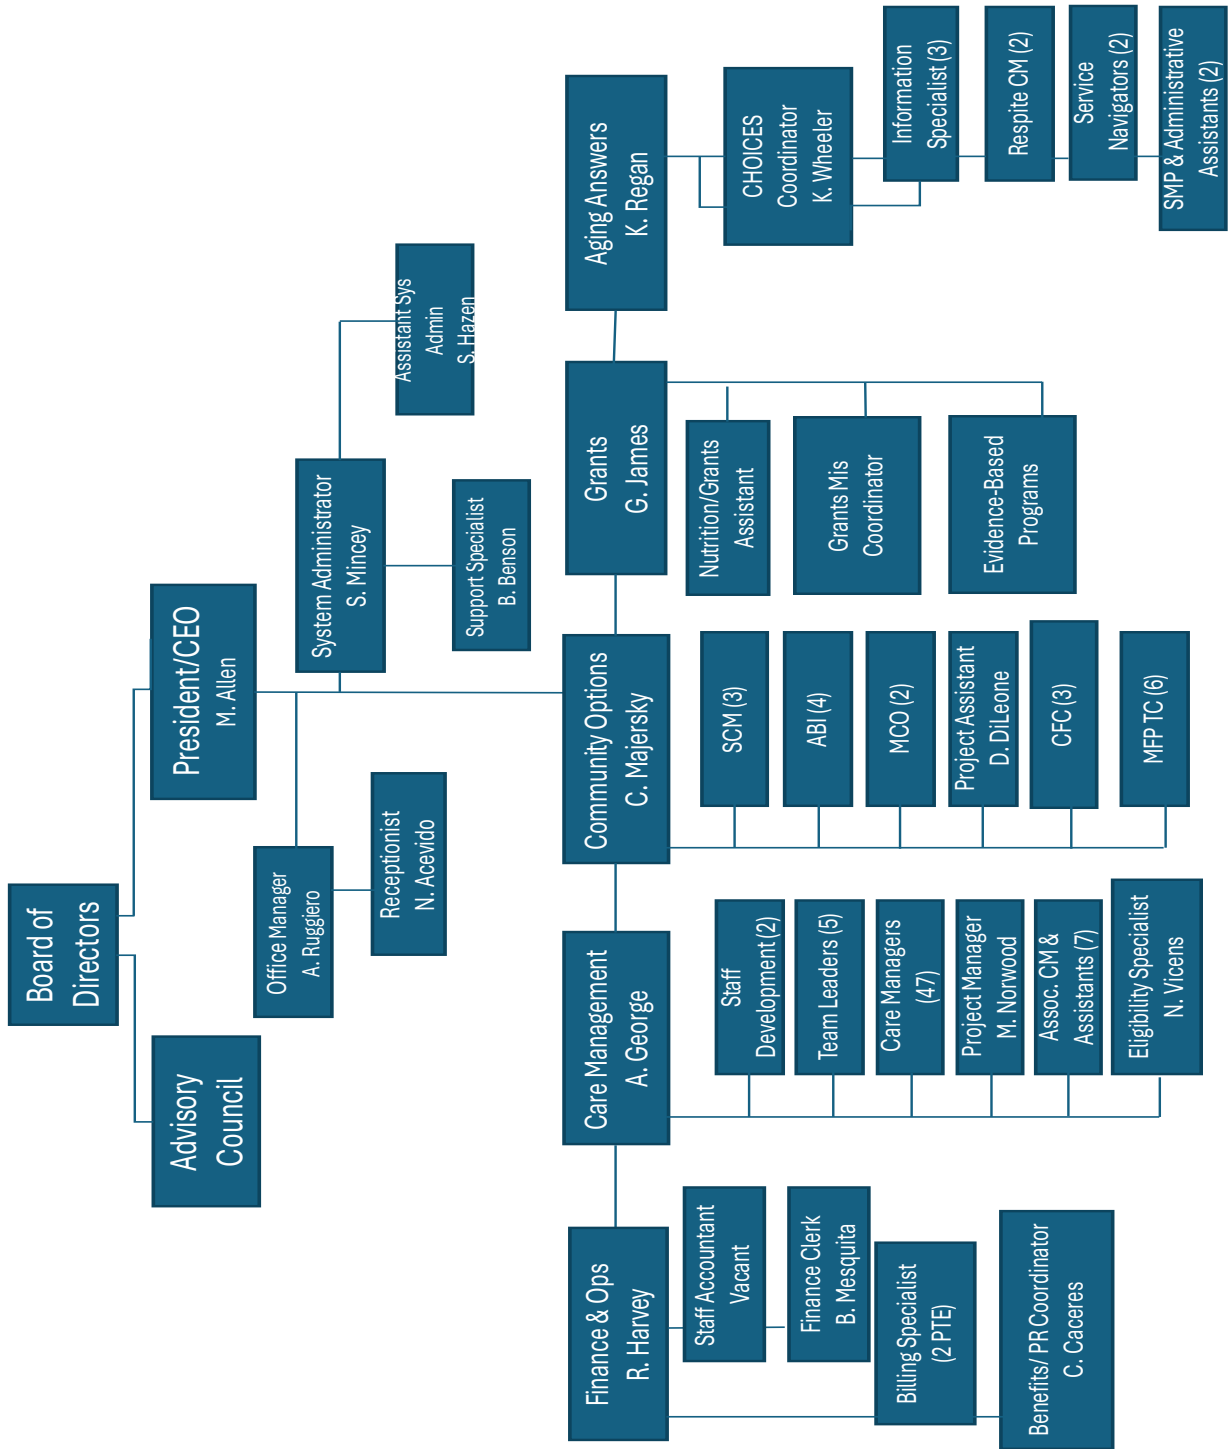 Board of
Directors
Advisory
Council
President/CEO
M. Allen
Office Manager
A. Ruggiero
Receptionist
N. Acevido
System Administrator
S. Mincey
Support Specialist
B. Benson
Assistant Sys
Admin
S. Hazen
Finance & Ops
R. Harvey
Staff Accountant
Vacant
Finance Clerk
B. Mesquita
Billing Specialist
(2 PTE)
Benefits/ PR Coordinator
C. Caceres
Care Management
A. George
Staff
Development (2)
Team Leaders (5)
Care Managers
(47)
Project Manager
M. Norwood
Assoc. CM &
Assistants (7)
Eligibility Specialist
N. Vicens
Community Options
C. Majersky
SCM (3)
ABI (4)
MCO (2)
Project Assistant
D. DiLeone
CFC (3)
MFP TC (6)
Grants
G. James
Nutrition/Grants
Assistant
Grants Mis
Coordinator
Evidence-Based
Programs
Aging Answers
K. Regan
CHOICES
Coordinator
K. Wheeler
Information
Specialist (3)
Respite CM (2)
Service
Navigators (2)
SMP & Administrative
Assistants (2)